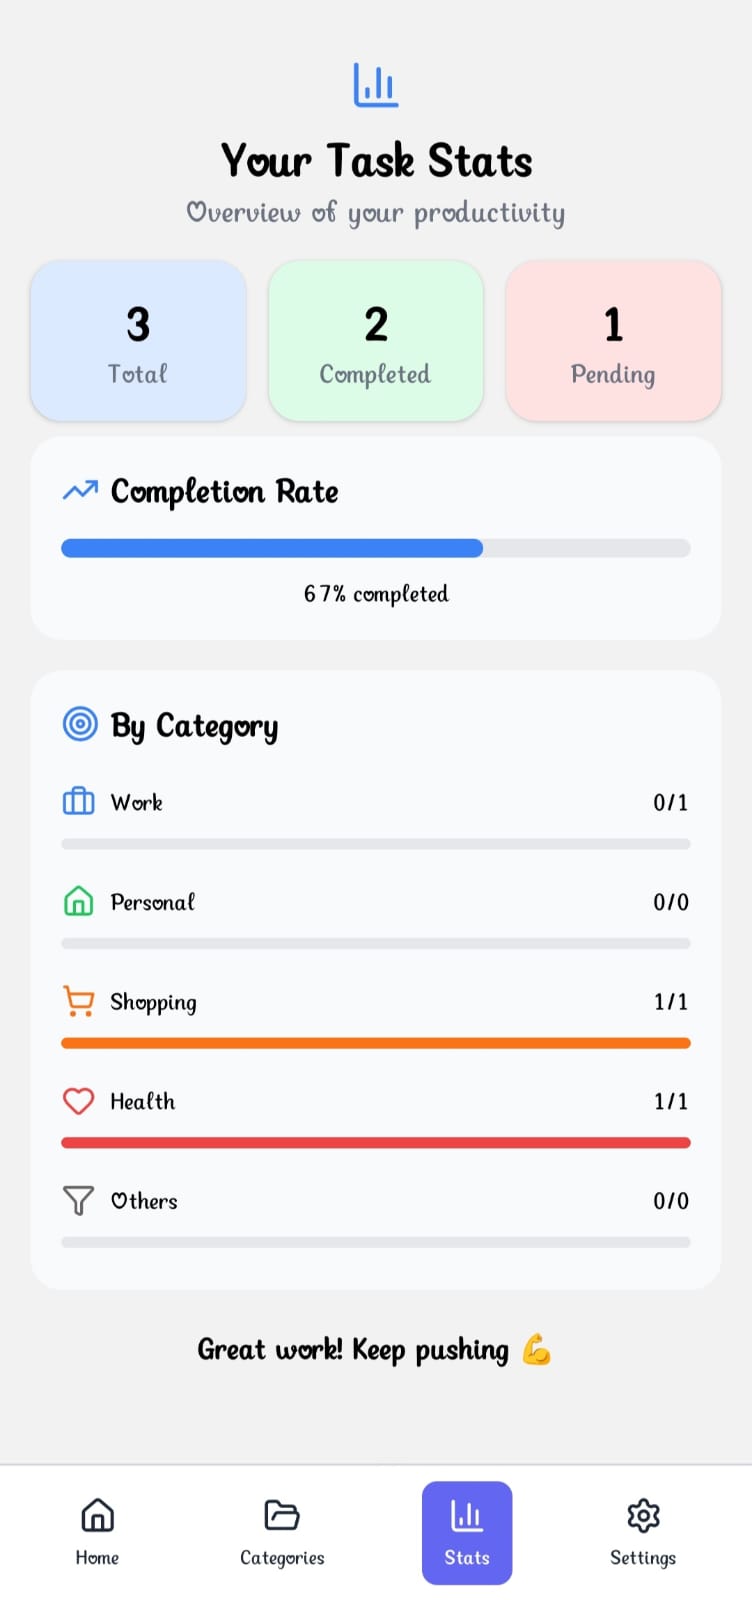 Your Task Stats
Overview of your productivity
3
Total
2
Completed
1
Pending
Completion Rate
67% completed
By Category
Work 0/1
Personal 0/0
Shopping 1/1
Health 1/1
Others 0/0
Great work! Keep pushing 💪
Home
Categories
Stats
Settings